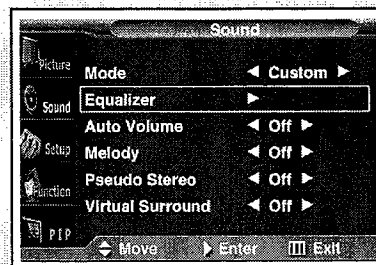 Sound
Picture
Mode ◀ Custom ▶
Sound
Equalizer ▶
Auto Volume ◀ Off ▶
Setup
Melody ◀ Off ▶
Function
Pseudo Stereo ◀ Off ▶
Virtual Surround ◀ Off ▶
PIP
Move Enter Exit